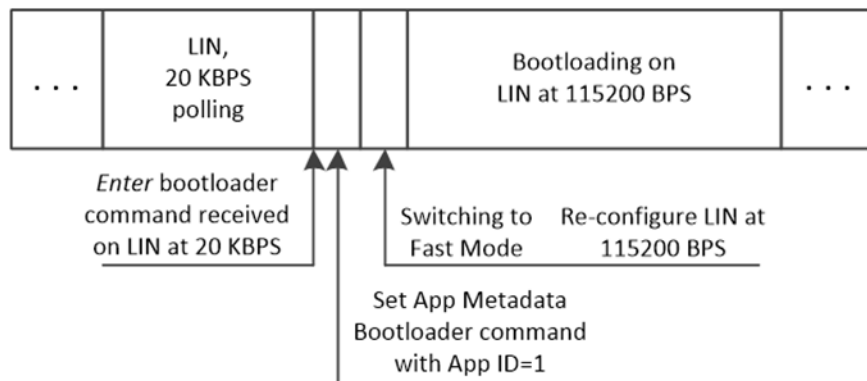 . . .
LIN,
20 KBPS
polling
Bootloading on
LIN at 115200 BPS
. . .
Enter bootloader
command received
on LIN at 20 KBPS
Switching to
Fast Mode
Re-configure LIN at
115200 BPS
Set App Metadata
Bootloader command
with App ID=1